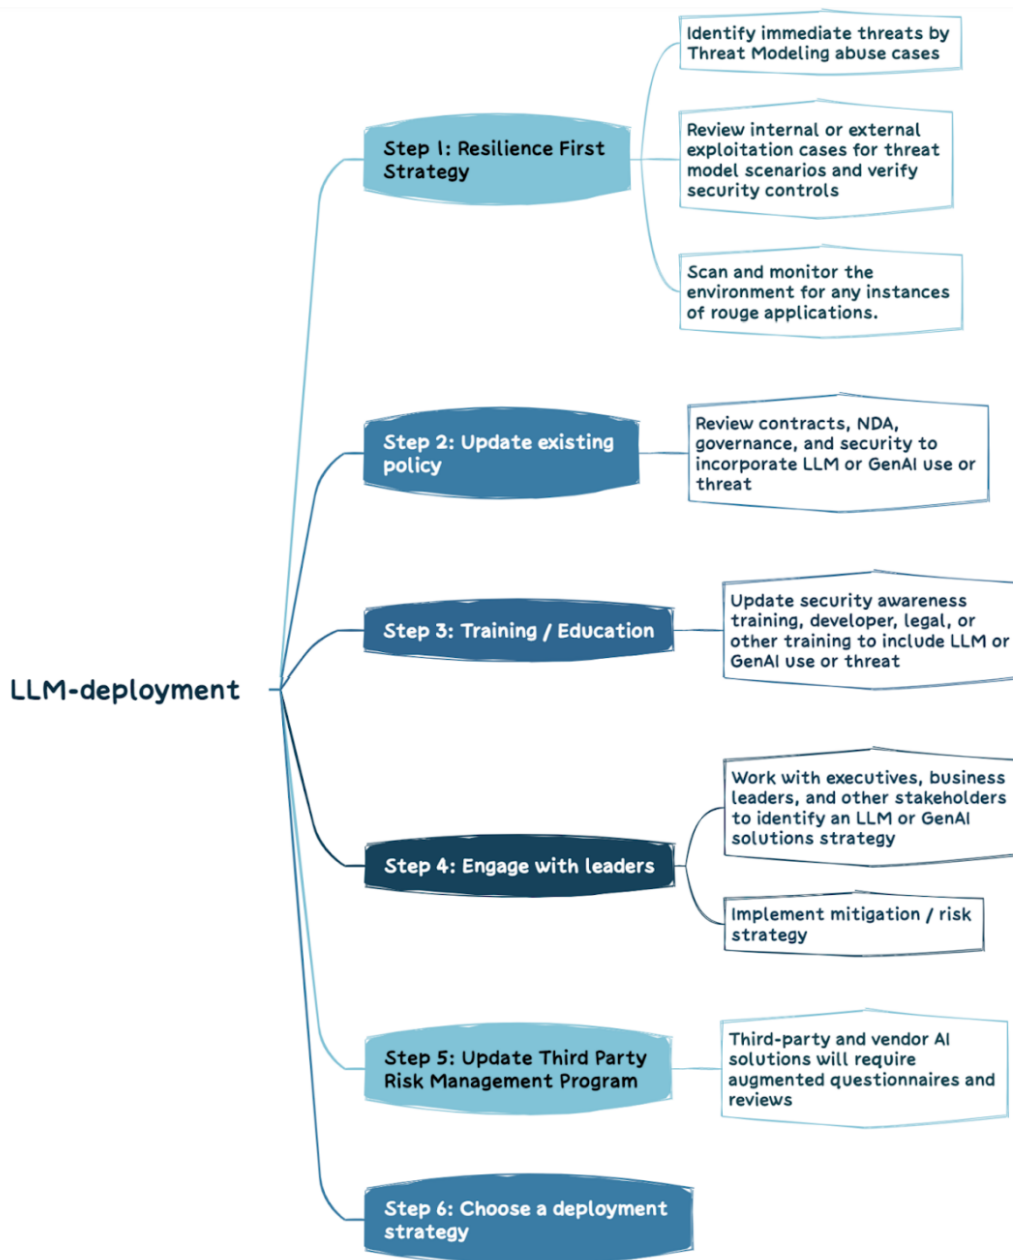 LLM-deployment
Step 1: Resilience First
Strategy
Identify immediate threats by
Threat Modeling abuse cases
Review internal or external
exploitation cases for threat
model scenarios and verify
security controls
Scan and monitor the
environment for any instances
of rouge applications.
Step 2: Update existing
policy
Review contracts, NDA,
governance, and security to
incorporate LLM or GenAI use or
threat
Step 3: Training / Education
Update security awareness
training, developer, legal, or
other training to include LLM or
GenAI use or threat
Step 4: Engage with leaders
Work with executives, business
leaders, and other stakeholders
to identify an LLM or GenAI
solutions strategy
Implement mitigation / risk
strategy
Step 5: Update Third Party
Risk Management Program
Third-party and vendor AI
solutions will require
augmented questionnaires and
reviews
Step 6: Choose a deployment
strategy